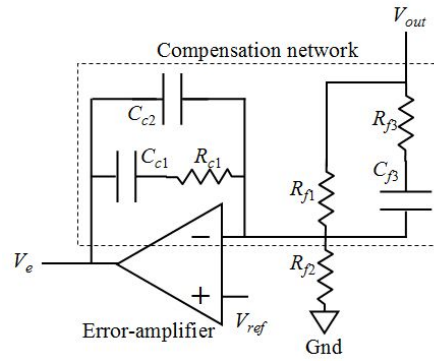 V_out
Compensation network
C_c2
R_f3
C_c1 R_c1
C_f3
R_f1
−
V_e
R_f2
+
V_ref
Error-amplifier
Gnd